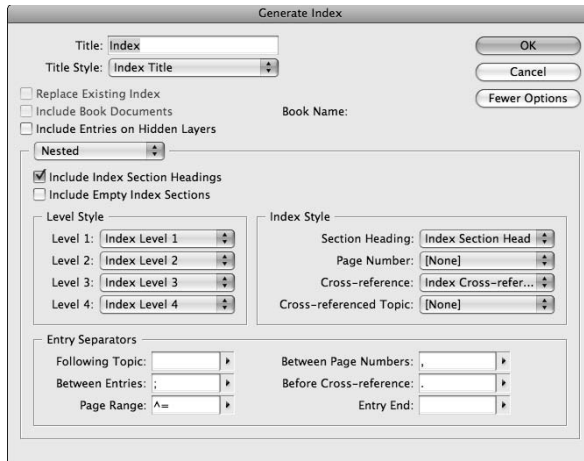 Generate Index
Title: Index
OK
Title Style: Index Title
Cancel
Replace Existing Index
Fewer Options
Include Book Documents
Book Name:
Include Entries on Hidden Layers
Nested
Include Index Section Headings
Include Empty Index Sections
Level Style
Level 1: Index Level 1
Level 2: Index Level 2
Level 3: Index Level 3
Level 4: Index Level 4
Index Style
Section Heading: Index Section Head
Page Number: [None]
Cross-reference: Index Cross-refer...
Cross-referenced Topic: [None]
Entry Separators
Following Topic:
Between Page Numbers: ,
Between Entries: ;
Before Cross-reference: .
Page Range: ^=
Entry End: